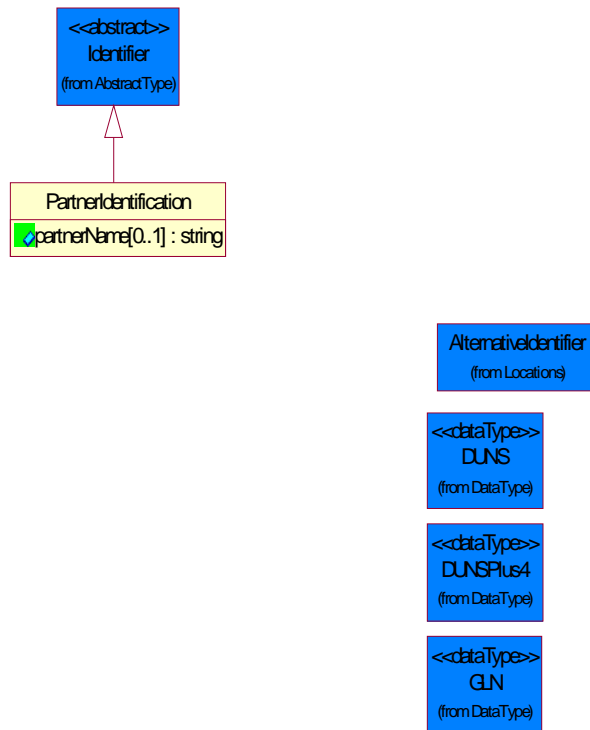 <<abstract>>
Identifier
(from AbstractType)
PartnerIdentification
partnerName[0..1] : string
AlternativeIdentifier
(from Locations)
<<dataType>>
DUNS
(from DataType)
<<dataType>>
DUNSPlus4
(from DataType)
<<dataType>>
GLN
(from DataType)